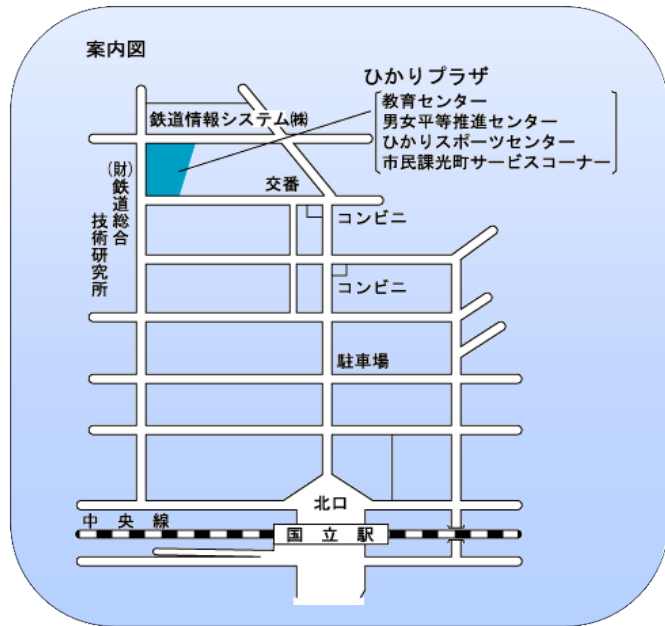 案内図
ひかりプラザ
教育センター
男女平等推進センター
ひかりスポーツセンター
市民課光町サービスコーナー
鉄道情報システム㈱
(財)鉄道総合
技術研究所
交番
コンビニ
コンビニ
駐車場
北口
中央線
国立駅